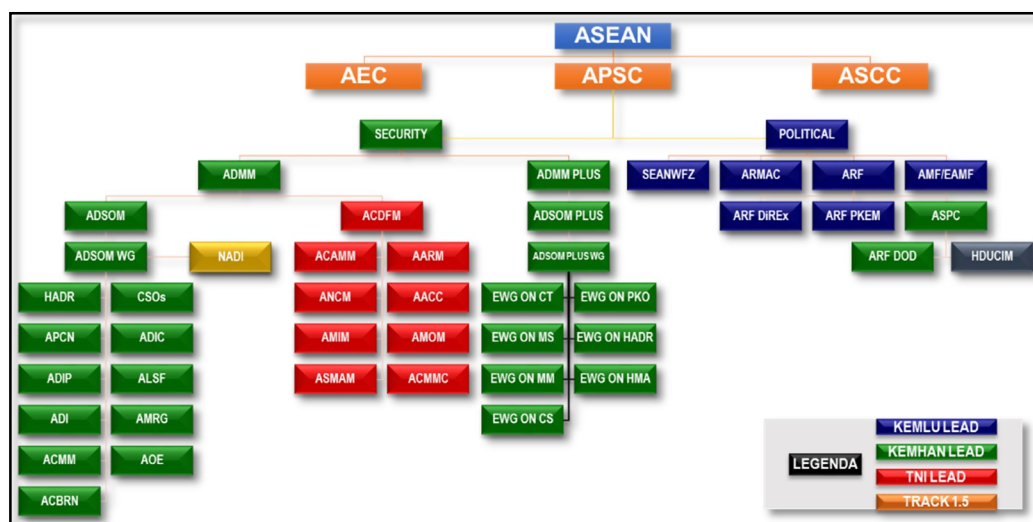 ASEAN
AEC
APSC
ASCC
SECURITY
POLITICAL
ADMM
ADMM PLUS
SEANWFZ
ARMAC
ARF
AMF/EAMF
ADSOM
ACDFM
ADSOM PLUS
ARF DiREx
ARF PKEM
ASPC
ADSOM WG
NADI
ACAMM
AARM
ADSOM PLUS WG
ARF DOD
HDUCIM
HADR
CSOs
ANCM
AACC
EWG ON CT
EWG ON PKO
APCN
ADIC
AMIM
AMOM
EWG ON MS
EWG ON HADR
ADIP
ALSF
ASMAM
ACMMC
EWG ON MM
EWG ON HMA
ADI
AMRG
EWG ON CS
ACMM
AOE
ACBRN
LEGENDA
KEMLU LEAD
KEMHAN LEAD
TNI LEAD
TRACK 1.5